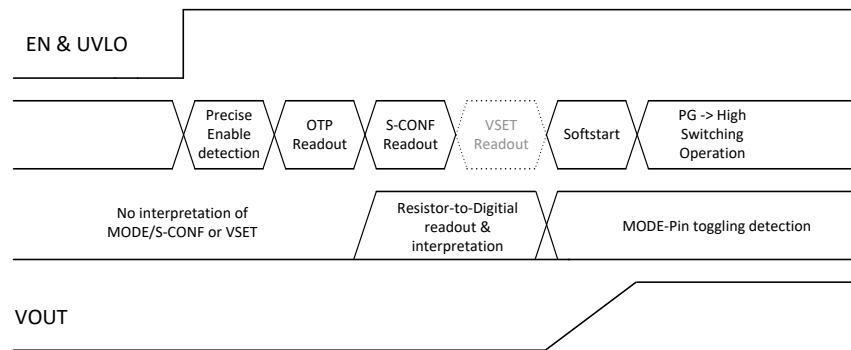 EN & UVLO
Precise
Enable
detection
OTP
Readout
S-CONF
Readout
VSET
Readout
Softstart
PG -> High
Switching
Operation
No interpretation of
MODE/S-CONF or VSET
Resistor-to-Digitial
readout &
interpretation
MODE-Pin toggling detection
VOUT